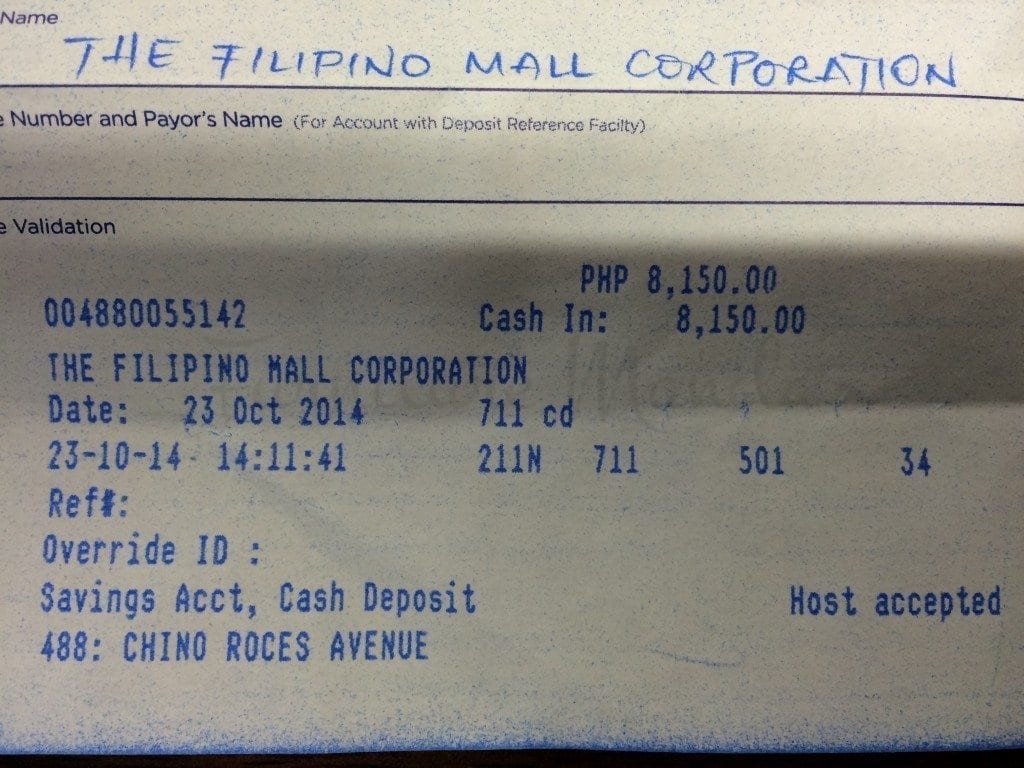 Name
THE FILIPINO MALL CORPORATION
e Number and Payor's Name (For Account with Deposit Reference Facilty)
e Validation
PHP 8,150.00
004880055142 Cash In: 8,150.00
THE FILIPINO MALL CORPORATION
Date: 23 Oct 2014 711 cd
23-10-14 14:11:41 211N 711 501 34
Ref#:
Override ID :
Savings Acct, Cash Deposit Host accepted
488: CHINO ROCES AVENUE